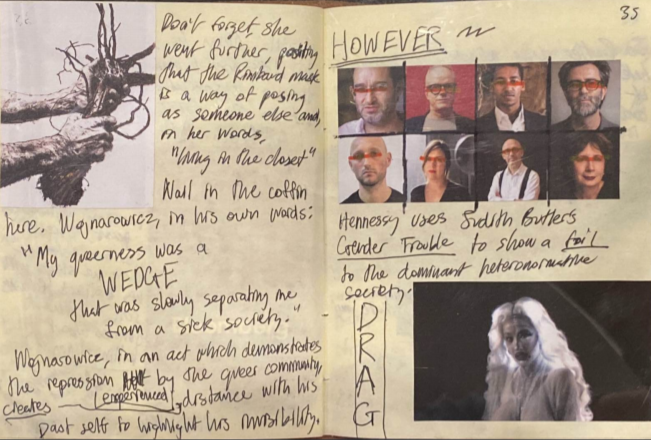 Don't forget she
went further positing
that the Rimbaud mask
is a way of posing
as someone else and,
in her words,
"living in the closet"
Nail in the coffin
here. Wojnarowicz, in his own words:
"My queerness was a
WEDGE
that was slowly separating me
from a sick society."
Wojnarowicz, in an act which demonstrates
the repression by the queer community,
experienced
creates distance with his
past self to highlight his invisibility.
35
HOWEVER
Hennessy uses Judith Butler's
Gender Trouble to show a foil
to the dominant heteronormative
society.
DRAG